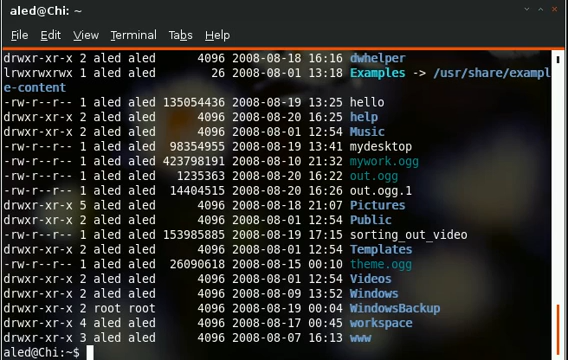 aled@Chi: ~
File Edit View Terminal Tabs Help
drwxr-xr-x 2 aled aled 4096 2008-08-18 16:16 dwhelper
lrwxrwxrwx 1 aled aled 26 2008-08-01 13:18 Examples -> /usr/share/exampl
e-content
-rw-r--r-- 1 aled aled 135054436 2008-08-19 13:25 hello
drwxr-xr-x 2 aled aled 4096 2008-08-20 16:25 help
drwxr-xr-x 2 aled aled 4096 2008-08-01 12:54 Music
-rw-r--r-- 1 aled aled 98354955 2008-08-19 13:41 mydesktop
-rw-r--r-- 1 aled aled 423798191 2008-08-10 21:32 mywork.ogg
-rw-r--r-- 1 aled aled 1235363 2008-08-20 16:22 out.ogg
-rw-r--r-- 1 aled aled 14404515 2008-08-20 16:26 out.ogg.1
drwxr-xr-x 5 aled aled 4096 2008-08-18 21:07 Pictures
drwxr-xr-x 2 aled aled 4096 2008-08-01 12:54 Public
-rw-r--r-- 1 aled aled 153985885 2008-08-19 17:15 sorting_out_video
drwxr-xr-x 2 aled aled 4096 2008-08-01 12:54 Templates
-rw-r--r-- 1 aled aled 26090618 2008-08-15 00:10 theme.ogg
drwxr-xr-x 2 aled aled 4096 2008-08-01 12:54 Videos
drwxr-xr-x 2 aled aled 4096 2008-08-09 13:52 Windows
drwxr-xr-x 2 root root 4096 2008-08-19 00:04 WindowsBackup
drwxr-xr-x 4 aled aled 4096 2008-08-17 00:45 workspace
drwxr-xr-x 3 aled aled 4096 2008-08-07 16:13 www
aled@Chi:~$